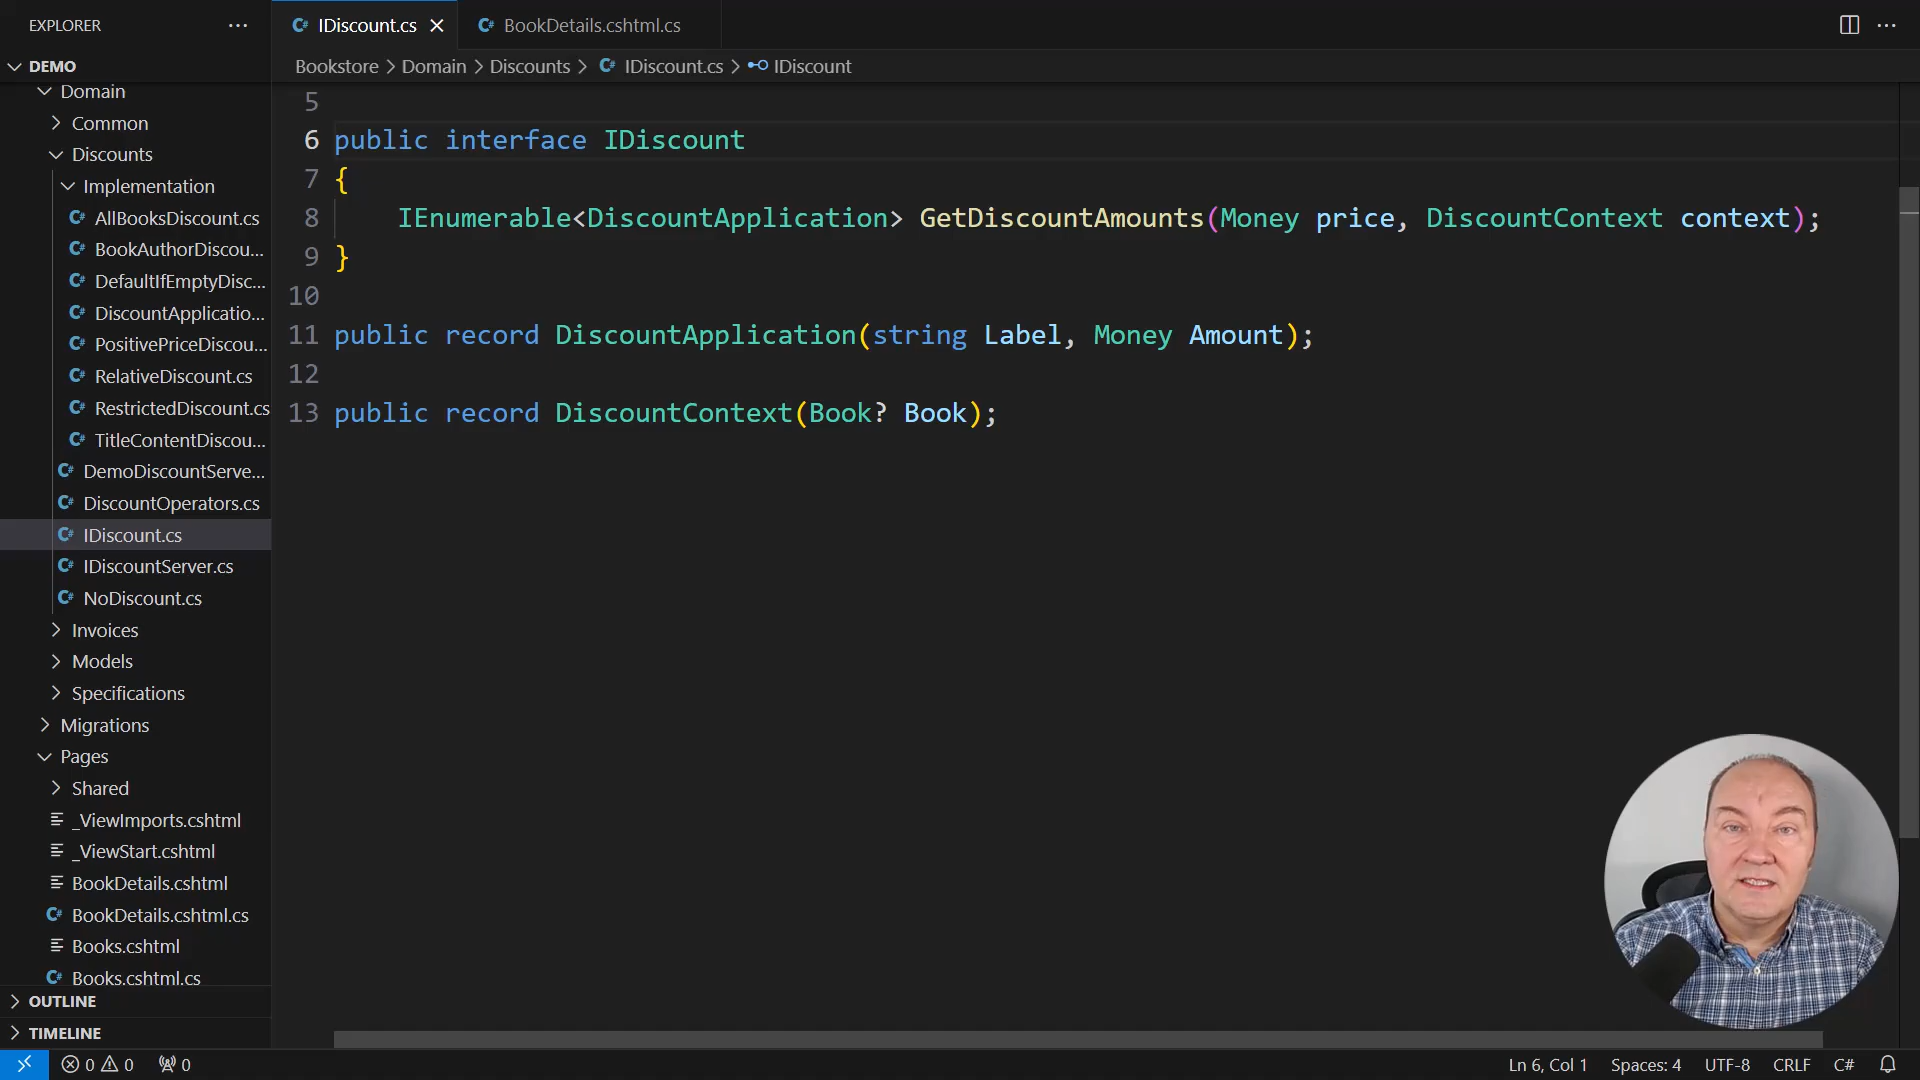 EXPLORER
DEMO
Domain
Common
Discounts
Implementation
AllBooksDiscount.cs
BookAuthorDiscou...
DefaultIfEmptyDisc...
DiscountApplicatio...
PositivePriceDiscou...
RelativeDiscount.cs
RestrictedDiscount.cs
TitleContentDiscou...
DemoDiscountServe...
DiscountOperators.cs
IDiscount.cs
IDiscountServer.cs
NoDiscount.cs
Invoices
Models
Specifications
Migrations
Pages
Shared
_ViewImports.cshtml
_ViewStart.cshtml
BookDetails.cshtml
BookDetails.cshtml.cs
Books.cshtml
Books.cshtml.cs
OUTLINE
TIMELINE
IDiscount.cs
BookDetails.cshtml.cs
Bookstore > Domain > Discounts > IDiscount.cs > IDiscount
5
6 public interface IDiscount
7 {
8 IEnumerable<DiscountApplication> GetDiscountAmounts(Money price, DiscountContext context);
9 }
10
11 public record DiscountApplication(string Label, Money Amount);
12
13 public record DiscountContext(Book? Book);
0 0 0
Ln 6, Col 1 Spaces: 4 UTF-8 CRLF C#